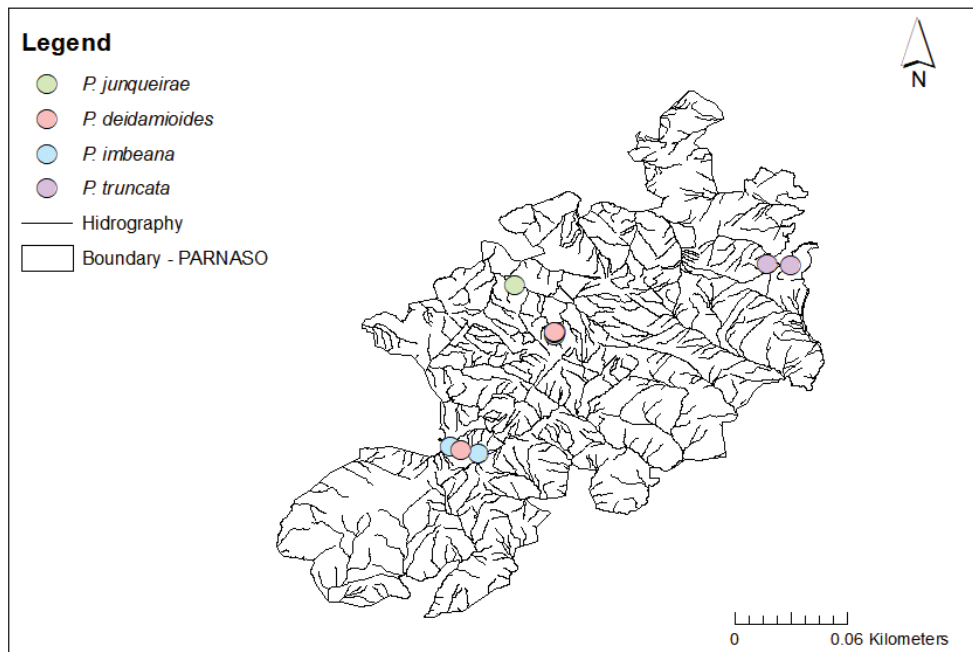 Legend
P. junqueirae
P. deidamioides
P. imbeana
P. truncata
Hidrography
Boundary - PARNASO
N
0 0.06 Kilometers